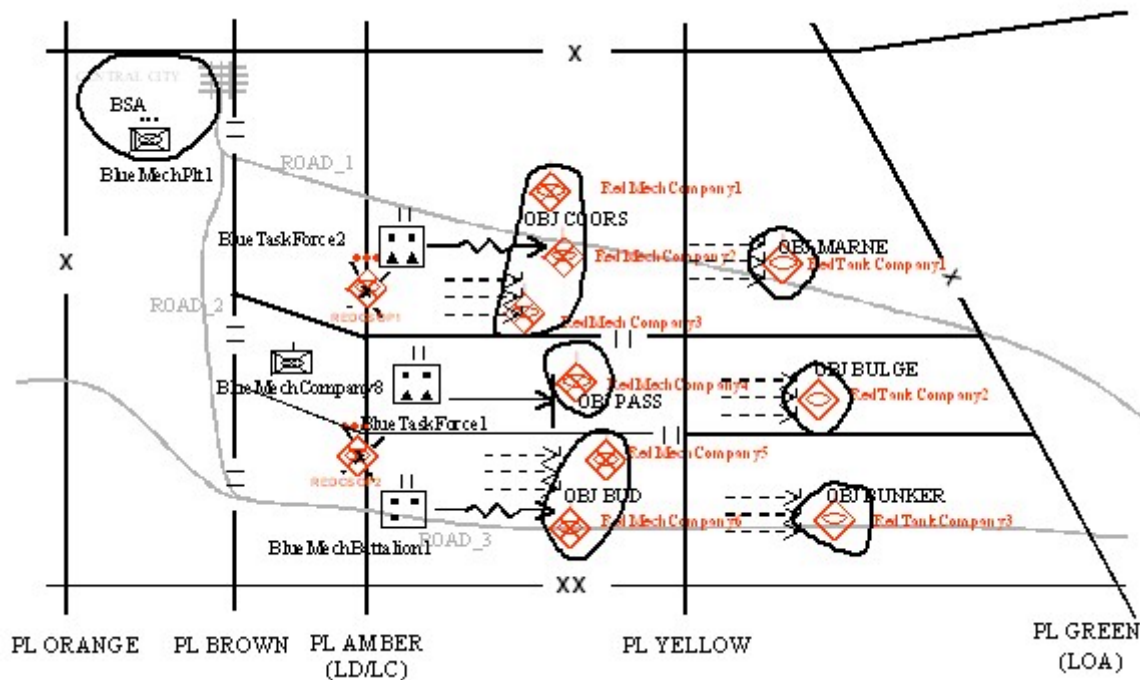 X
CENTRAL CITY
BSA
BlueMechPlt1
ROAD_1
RedMechCompany1
OBJ COORS
BlueTaskForce2
RedMechCompany2
OBJ MARNE
RedTankCompany1
X
X
ROAD_2
REDCSOP1
RedMechCompany3
OBJ BULGE
BlueMechCompany8
RedMechCompany4
RedTankCompany2
OBJ PASS
BlueTaskForce1
RedMechCompany5
REDCSOP2
OBJ BUD
OBJ BUNKER
RedMechCompany6
RedTankCompany3
ROAD_3
BlueMechBattalion1
XX
PL ORANGE
PL BROWN
PL AMBER
(LD/LC)
PL YELLOW
PL GREEN
(LOA)